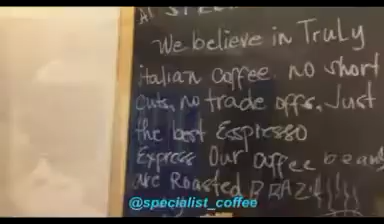 We believe in Truly
italian Coffee. no short
Cuts, no trade offs, Just
the best Espresso
Express Our coffee beans
are Roasted
@specialist_coffee